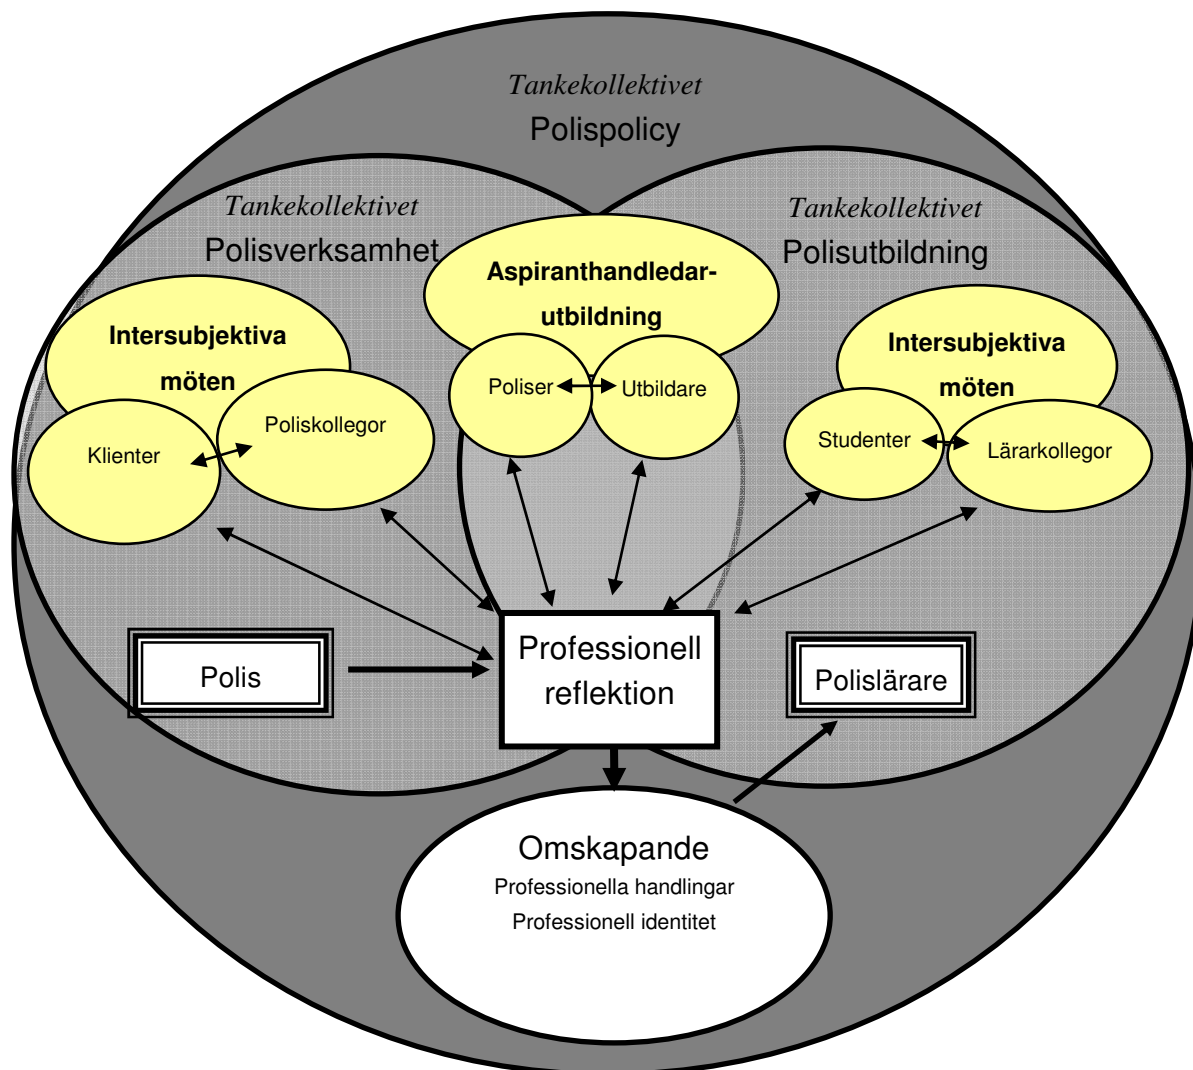 Tankekollektivet
Polispolicy
Tankekollektivet
Polisverksamhet
Tankekollektivet
Polisutbildning
Aspiranthandledar-
utbildning
Intersubjektiva
möten
Intersubjektiva
möten
Poliser
Utbildare
Klienter
Poliskollegor
Studenter
Lärarkollegor
Polis
Professionell
reflektion
Polislärare
Omskapande
Professionella handlingar
Professionell identitet